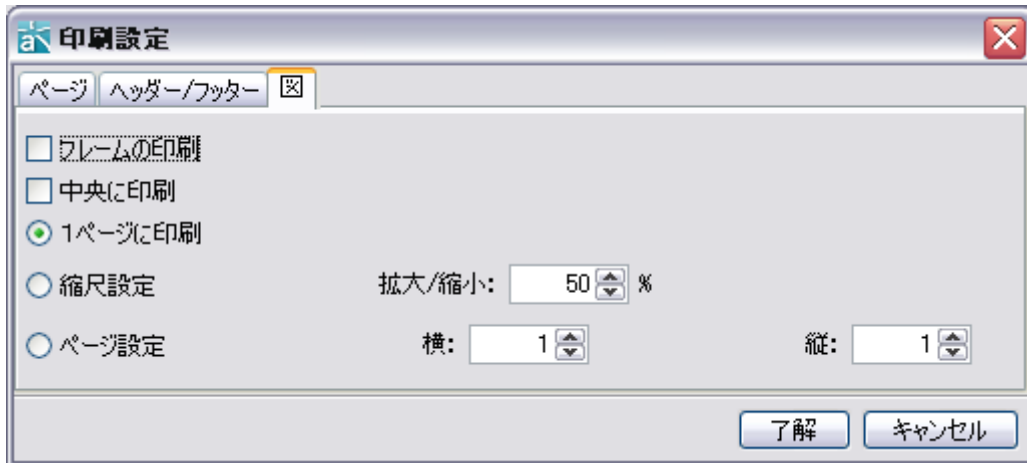 印刷設定
ページ ヘッダー/フッター 図
フレームの印刷
中央に印刷
1ページに印刷
縮尺設定 拡大/縮小: 50 %
ページ設定 横: 1 縦: 1
了解 キャンセル